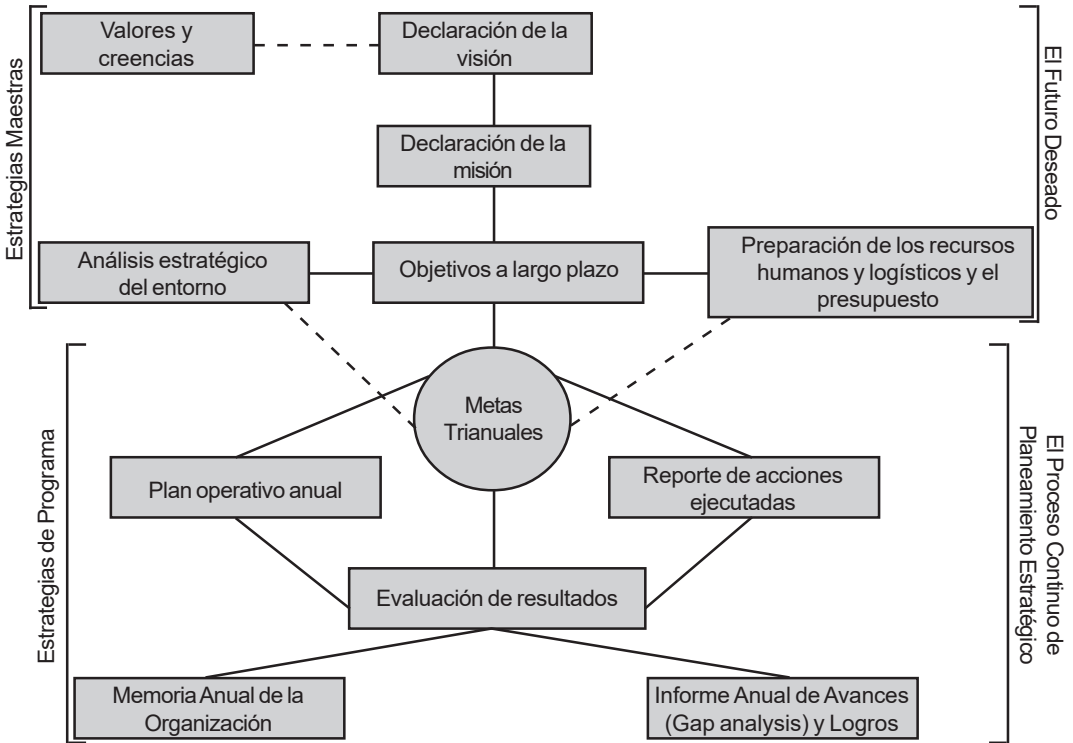 Valores y
creencias
Declaración de la
visión
Declaración de la
misión
Análisis estratégico
del entorno
Objetivos a largo plazo
Preparación de los recursos
humanos y logísticos y el
presupuesto
Estrategias Maestras
El Futuro Deseado
Metas
Trianuales
Plan operativo anual
Reporte de acciones
ejecutadas
Evaluación de resultados
Memoria Anual de la
Organización
Informe Anual de Avances
(Gap analysis) y Logros
Estrategias de Programa
El Proceso Continuo de
Planeamiento Estratégico